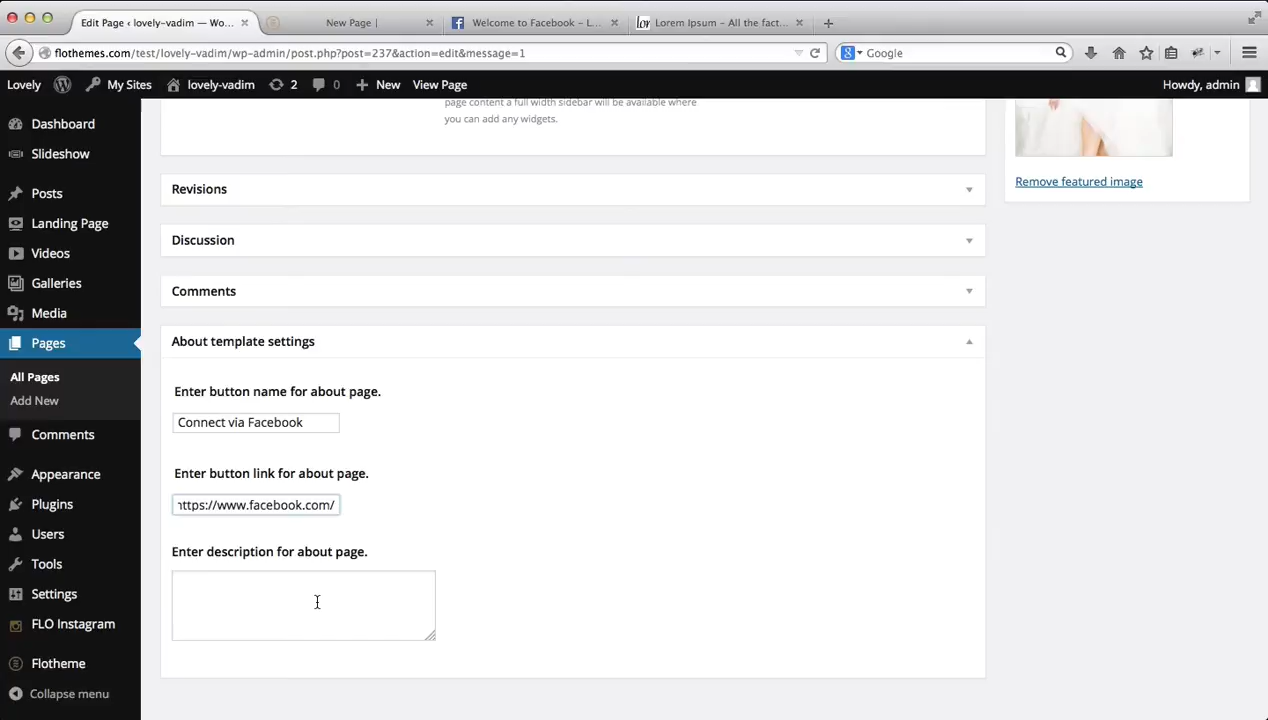 Edit Page ‹ lovely-vadim — Wo...
New Page |
Welcome to Facebook – L...
Lorem Ipsum – All the fact...
flothemes.com/test/lovely-vadim/wp-admin/post.php?post=237&action=edit&message=1
Google
Lovely
My Sites
lovely-vadim
2
0
New
View Page
Howdy, admin
page content a full width sidebar will be available where
you can add any widgets.
Remove featured image
Dashboard
Slideshow
Posts
Landing Page
Videos
Galleries
Media
Pages
All Pages
Add New
Comments
Appearance
Plugins
Users
Tools
Settings
FLO Instagram
Flotheme
Collapse menu
Revisions
Discussion
Comments
About template settings
Enter button name for about page.
Connect via Facebook
Enter button link for about page.
https://www.facebook.com/
Enter description for about page.